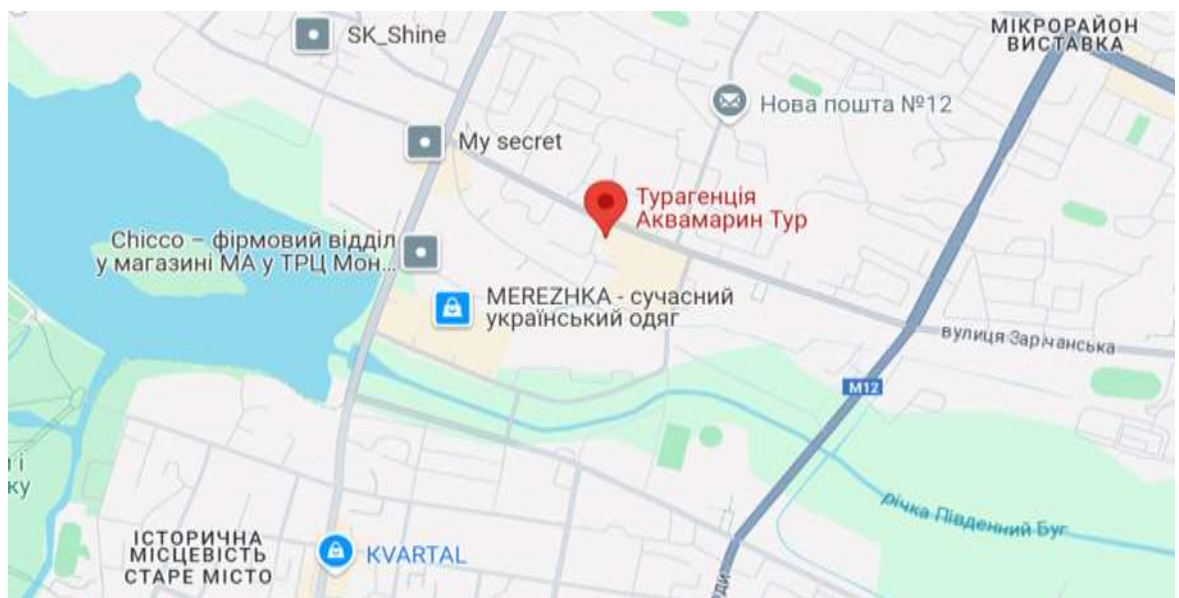 SK_Shine
МІКРОРАЙОН
ВИСТАВКА
Нова пошта №12
My secret
Турагенція
Аквамарин Тур
Chicco – фірмовий відділ
у магазині МА у ТРЦ Мон...
MEREZHKA - сучасний
український одяг
вулиця Зарічанська
M12
річка Південний Буг
ІСТОРИЧНА
МІСЦЕВІСТЬ
СТАРЕ МІСТО
KVARTAL